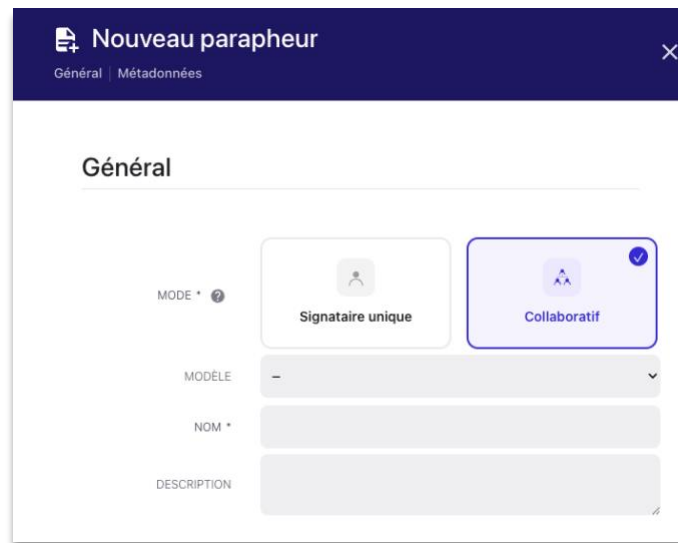 Nouveau parapheur
Général | Métadonnées
Général
MODE *
Signataire unique
Collaboratif
MODÈLE
–
NOM *
DESCRIPTION